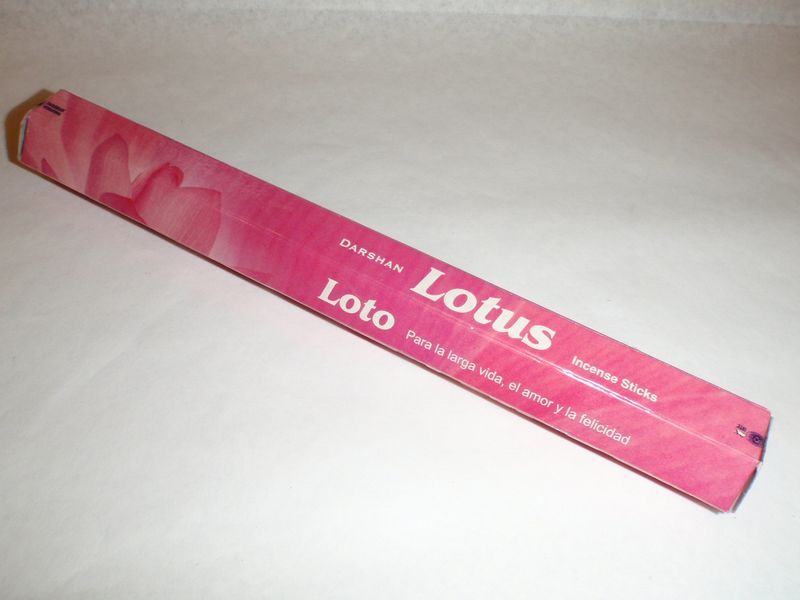 DARSHAN
Lotus
Incense Sticks
Loto
Para la larga vida, el amor y la felicidad